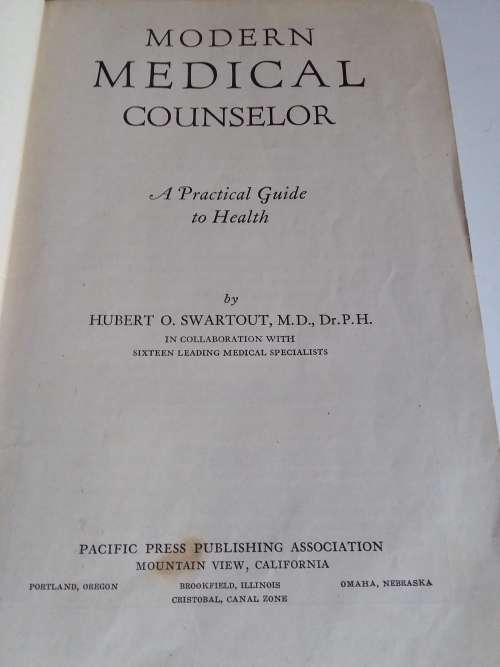 MODERN
MEDICAL
COUNSELOR
A Practical Guide
to Health
by
HUBERT O. SWARTOUT, M.D., Dr.P.H.
IN COLLABORATION WITH
SIXTEEN LEADING MEDICAL SPECIALISTS
PACIFIC PRESS PUBLISHING ASSOCIATION
MOUNTAIN VIEW, CALIFORNIA
PORTLAND, OREGON BROOKFIELD, ILLINOIS OMAHA, NEBRASKA
CRISTOBAL, CANAL ZONE